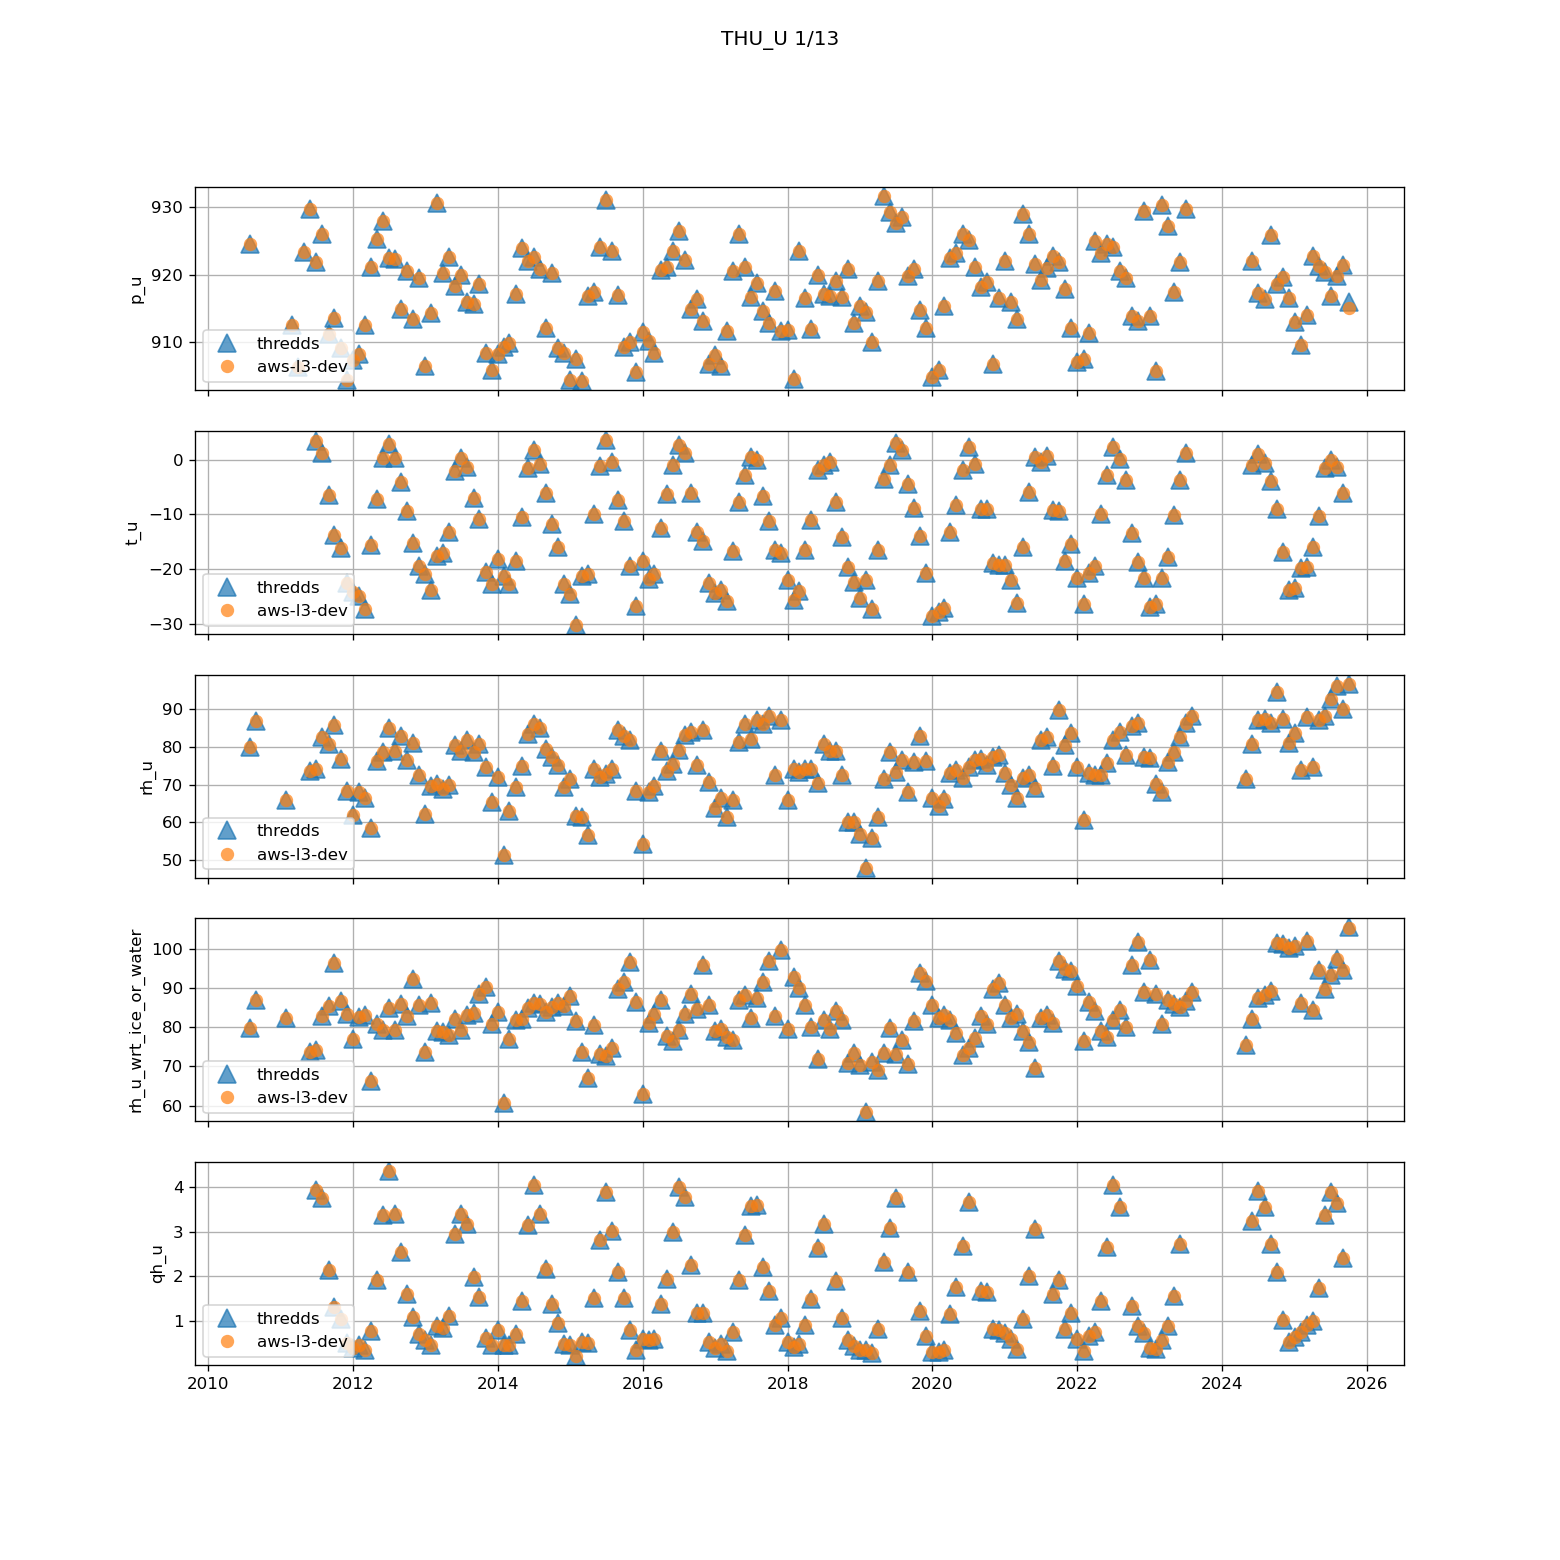 THU_U 1/13
930
920
910
p_u
thredds
aws-l3-dev
0
−10
−20
−30
t_u
thredds
aws-l3-dev
90
80
70
60
50
rh_u
thredds
aws-l3-dev
100
90
80
70
60
rh_u_wrt_ice_or_water
thredds
aws-l3-dev
4
3
2
1
qh_u
thredds
aws-l3-dev
2010 2012 2014 2016 2018 2020 2022 2024 2026